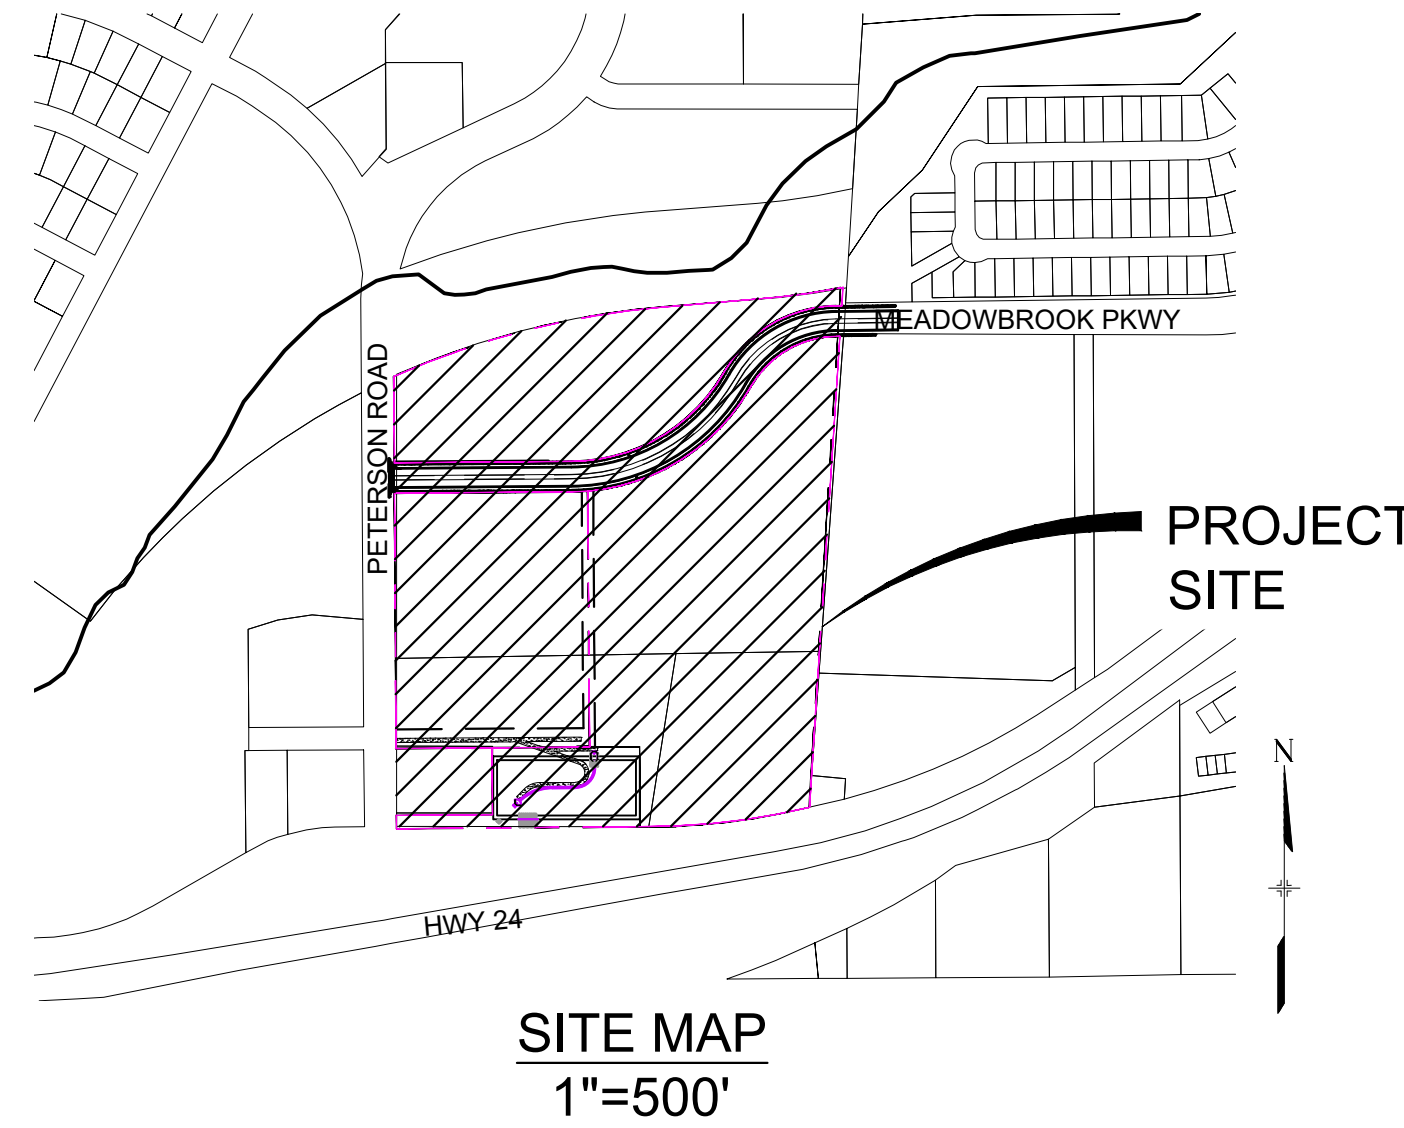 MEADOWBROOK PKWY
PETERSON ROAD
PROJECT
SITE
N
HWY 24
SITE MAP
1"=500'